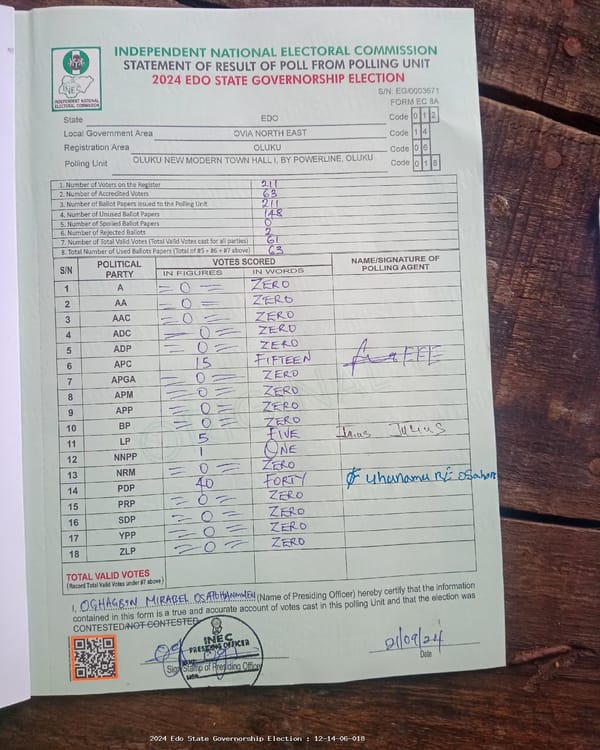 INDEPENDENT NATIONAL ELECTORAL COMMISSION
STATEMENT OF RESULT OF POLL FROM POLLING UNIT
2024 EDO STATE GOVERNORSHIP ELECTION
INEC
INDEPENDENT NATIONAL ELECTORAL COMMISSION
S/N: EG/0003671
FORM EC 8A
State EDO Code 0 1 2
Local Government Area OVIA NORTH EAST Code 1 4
Registration Area OLUKU Code 0 6
Polling Unit OLUKU NEW MODERN TOWN HALL I, BY POWERLINE, OLUKU Code 0 1 8
1. Number of Voters on the Register 211
2. Number of Accredited Voters 63
3. Number of Ballot Papers issued to the Polling Unit 211
4. Number of Unused Ballot Papers 148
5. Number of Spoiled Ballot Papers 0
6. Number of Rejected Ballots 2
7. Number of Total Valid Votes (Total Valid Votes cast for all parties) 61
8. Total Number of Used Ballots Papers (Total of #5 + #6 + #7 above) 63
S/N POLITICAL PARTY VOTES SCORED NAME/SIGNATURE OF POLLING AGENT
IN FIGURES IN WORDS
1 A = 0 = ZERO
2 AA = 0 = ZERO
3 AAC = 0 = ZERO
4 ADC = 0 = ZERO
5 ADP = 0 = ZERO
6 APC 15 FIFTEEN
7 APGA = 0 = ZERO
8 APM = 0 = ZERO
9 APP = 0 = ZERO
10 BP = 0 = ZERO
11 LP 5 FIVE JULIUS
12 NNPP 1 ONE
13 NRM = 0 = ZERO
14 PDP 40 FORTY
15 PRP = 0 = ZERO
16 SDP = 0 = ZERO
17 YPP = 0 = ZERO
18 ZLP = 0 = ZERO
TOTAL VALID VOTES
(Record Total Valid Votes under #7 above)
I, OGHAGBON MIRABEL (Name of Presiding Officer) hereby certify that the information
contained in this form is a true and accurate account of votes cast in this polling Unit and that the election was
CONTESTED/NOT CONTESTED
INEC
PRESIDING OFFICER
Sign/Stamp of Presiding Officer
21/09/24
Date
2024 Edo State Governorship Election : 12-14-06-018